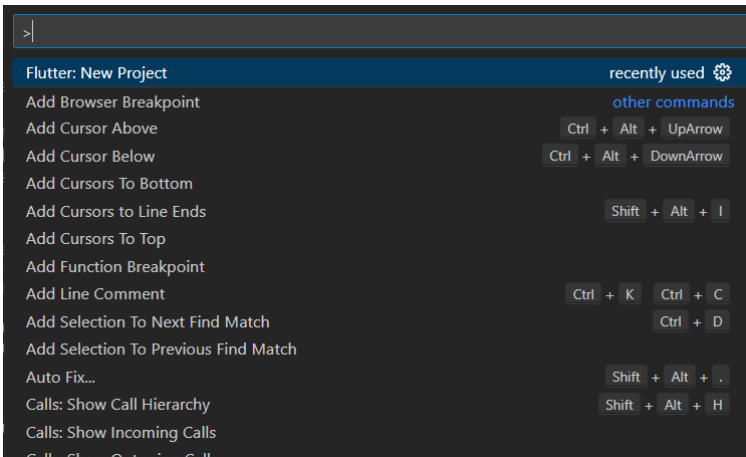 >
Flutter: New Project recently used
Add Browser Breakpoint other commands
Add Cursor Above Ctrl + Alt + UpArrow
Add Cursor Below Ctrl + Alt + DownArrow
Add Cursors To Bottom
Add Cursors to Line Ends Shift + Alt + I
Add Cursors To Top
Add Function Breakpoint
Add Line Comment Ctrl + K Ctrl + C
Add Selection To Next Find Match Ctrl + D
Add Selection To Previous Find Match
Auto Fix... Shift + Alt + .
Calls: Show Call Hierarchy Shift + Alt + H
Calls: Show Incoming Calls